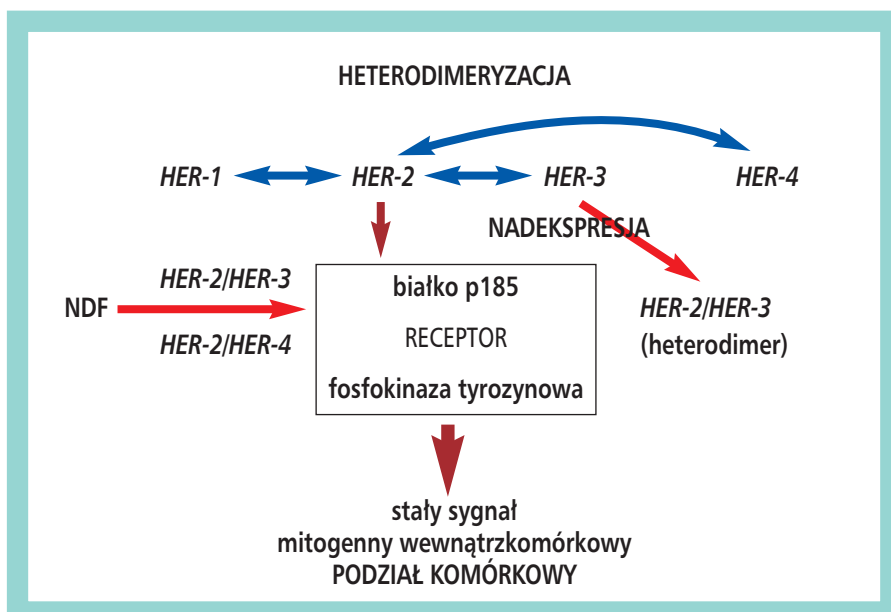 HETERODIMERYZACJA
HER-1 HER-2 HER-3 HER-4
NADEKSPRESJA
NDF
HER-2/HER-3
HER-2/HER-4
białko p185
RECEPTOR
fosfokinaza tyrozynowa
HER-2/HER-3
(heterodimer)
stały sygnał
mitogenny wewnątrzkomórkowy
PODZIAŁ KOMÓRKOWY